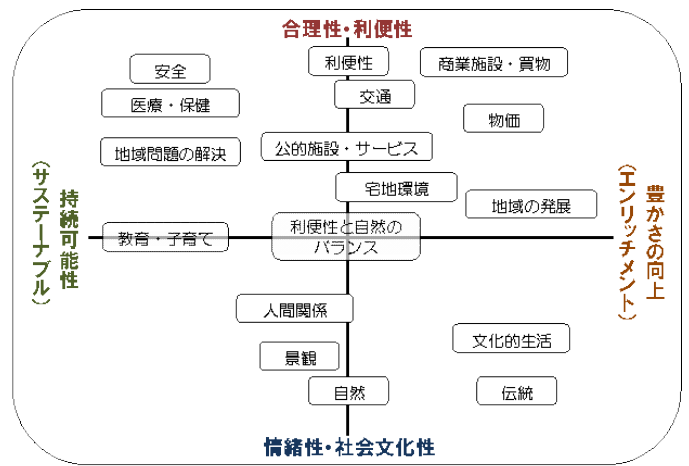 合理性・利便性
利便性
商業施設・買物
安全
交通
医療・保健
物価
公的施設・サービス
地域問題の解決
宅地環境
地域の発展
持続可能性
(サステーナブル)
豊かさの向上
(エンリッチメント)
教育・子育て
利便性と自然の
バランス
人間関係
文化的生活
景観
自然
伝統
情緒性・社会文化性